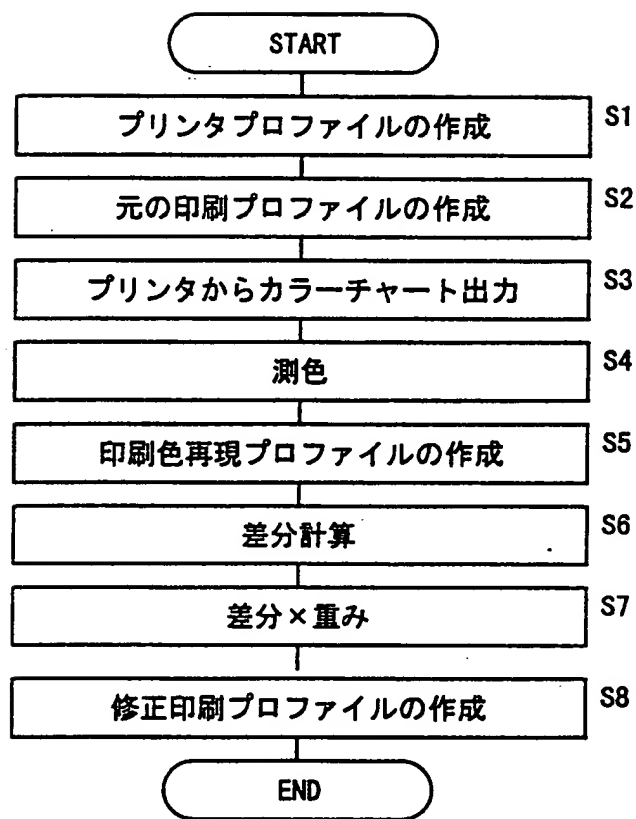 START
プリンタプロファイルの作成 S1
元の印刷プロファイルの作成 S2
プリンタからカラーチャート出力 S3
測色 S4
印刷色再現プロファイルの作成 S5
差分計算 S6
差分×重み S7
修正印刷プロファイルの作成 S8
END